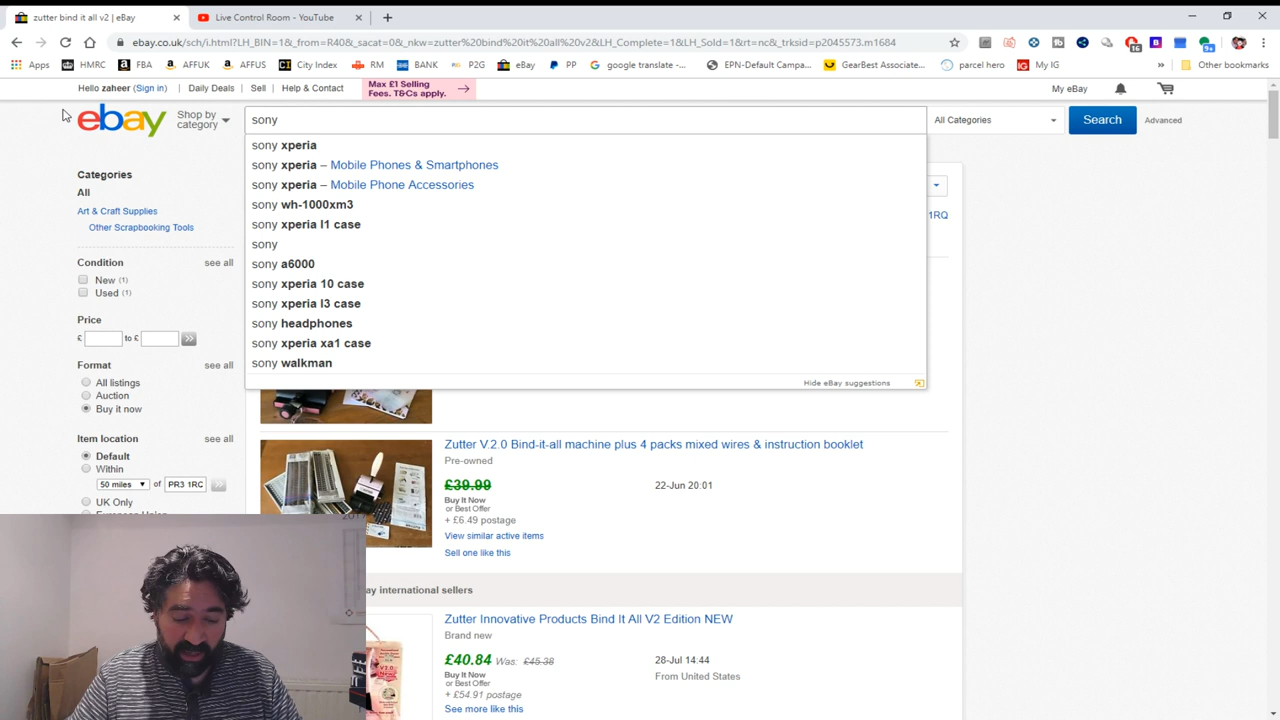 zutter bind it all v2 | eBay
Live Control Room - YouTube
ebay.co.uk/sch/i.html?LH_BIN=1&_from=R40&_sacat=0&_nkw=zutter%20bind%20it%20all%20v2&LH_Complete=1&LH_Sold=1&rt=nc&_trksid=p2045573.m1684
16
9+
Apps HMRC FBA AFFUK AFFUS City Index RM BANK P2G eBay PP google translate -... EPN-Default Campa... GearBest Associate... parcel hero My IG » Other bookmarks
Hello zaheer (Sign in) Daily Deals Sell Help & Contact
Max £1 Selling
Fees. T&Cs apply.
My eBay
ebay
Shop by
category
sony
All Categories
Search
Advanced
sony xperia
sony xperia – Mobile Phones & Smartphones
sony xperia – Mobile Phone Accessories
sony wh-1000xm3
sony xperia l1 case
sony
sony a6000
sony xperia 10 case
sony xperia l3 case
sony headphones
sony xperia xa1 case
sony walkman
Hide eBay suggestions
1RQ
Categories
All
Art & Craft Supplies
Other Scrapbooking Tools
Condition see all
New (1)
Used (1)
Price
£ to £
Format see all
All listings
Auction
Buy it now
Item location see all
Default
Within
50 miles of PR3 1RQ
UK Only
Zutter V.2.0 Bind-it-all machine plus 4 packs mixed wires & instruction booklet
Pre-owned
£39.99
22-Jun 20:01
Buy It Now
or Best Offer
+ £6.49 postage
View similar active items
Sell one like this
ay international sellers
Zutter Innovative Products Bind It All V2 Edition NEW
Brand new
£40.84 Was: £45.38
28-Jul 14:44
Buy It Now
From United States
or Best Offer
+ £54.91 postage
See more like this